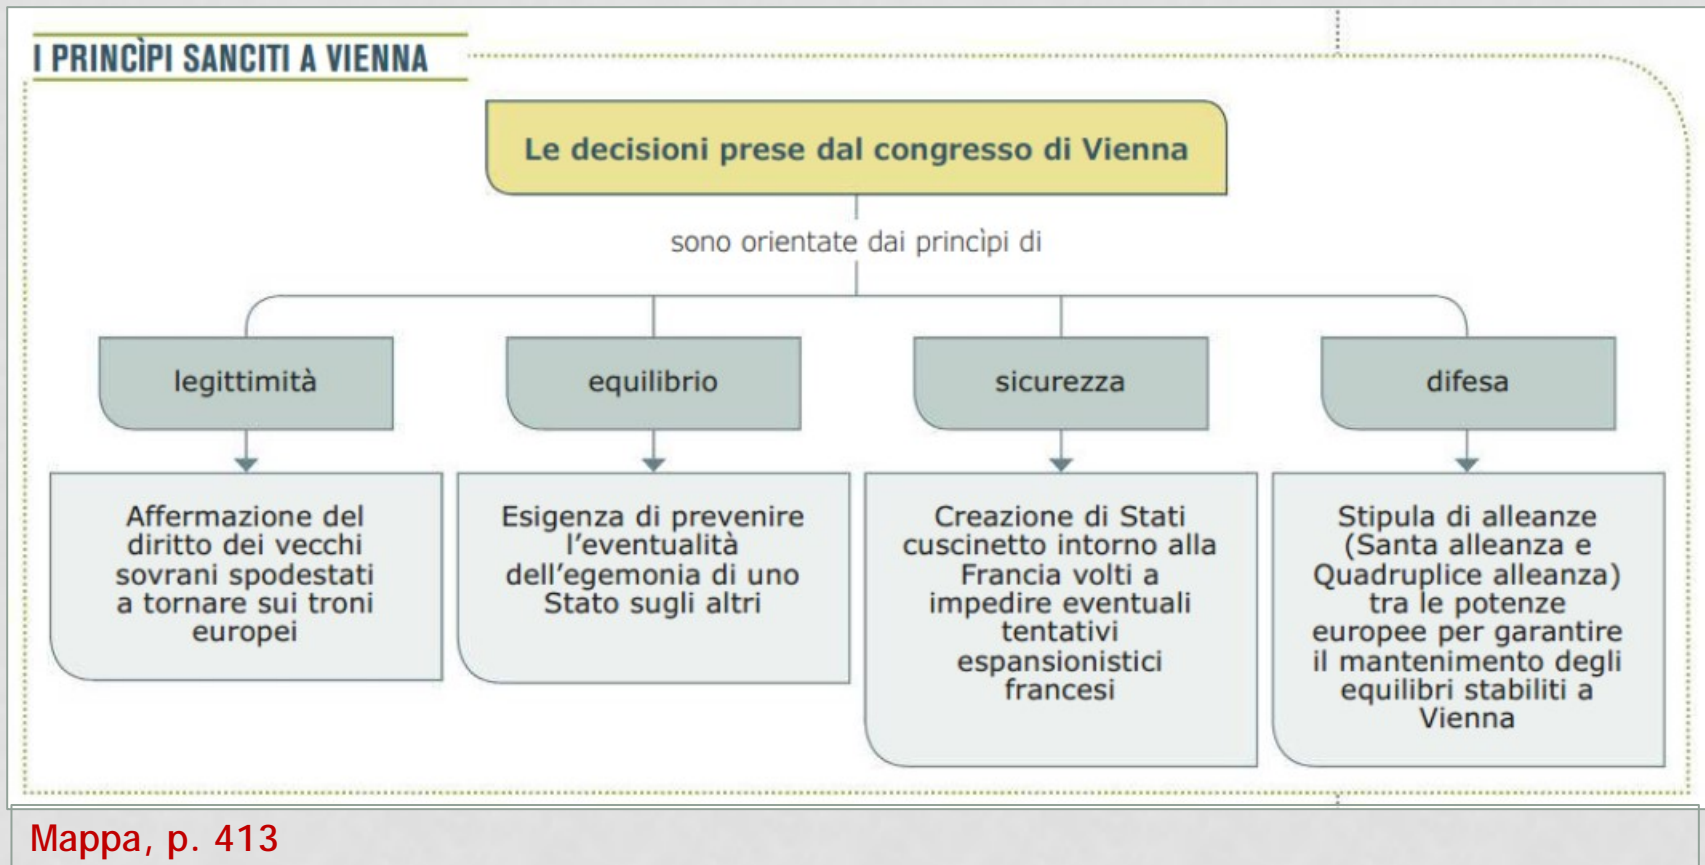 I PRINCÌPI SANCITI A VIENNA
Le decisioni prese dal congresso di Vienna
sono orientate dai princìpi di
legittimità
equilibrio
sicurezza
difesa
Affermazione del
diritto dei vecchi
sovrani spodestati
a tornare sui troni
europei
Esigenza di prevenire
l'eventualità
dell'egemonia di uno
Stato sugli altri
Creazione di Stati
cuscinetto intorno alla
Francia volti a
impedire eventuali
tentativi
espansionistici
francesi
Stipula di alleanze
(Santa alleanza e
Quadruplice alleanza)
tra le potenze
europee per garantire
il mantenimento degli
equilibri stabiliti a
Vienna
Mappa, p. 413